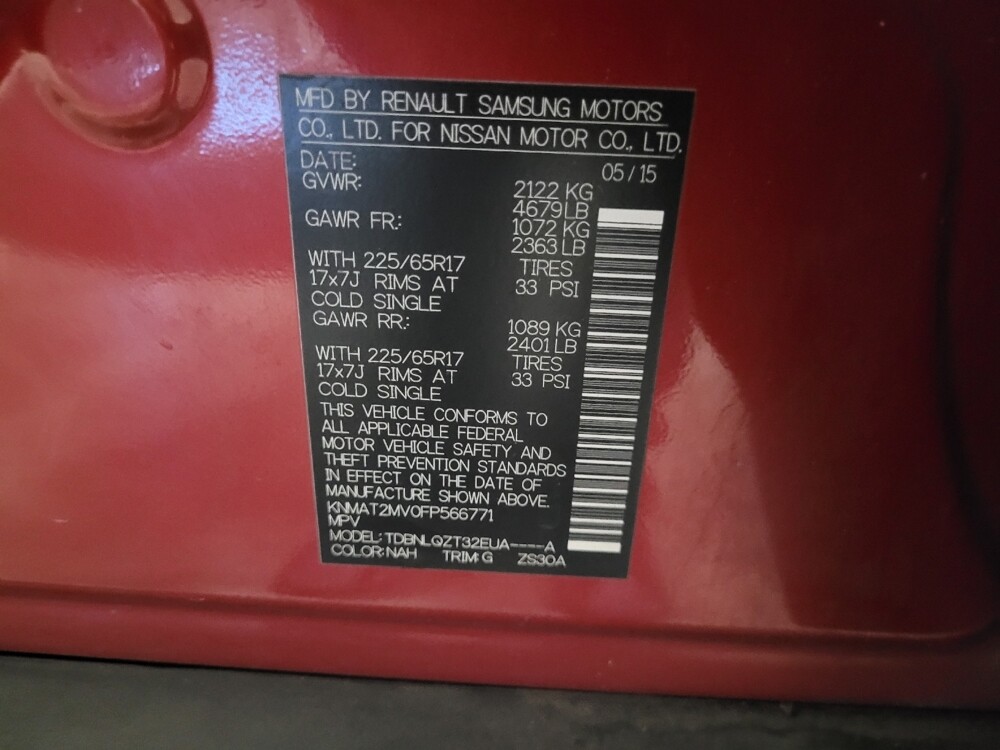 MFD BY RENAULT SAMSUNG MOTORS
CO., LTD. FOR NISSAN MOTOR CO., LTD.
DATE: 05/15
GVWR: 2122 KG
4679 LB
GAWR FR.: 1072 KG
2363 LB
WITH 225/65R17 TIRES
17x7J RIMS AT 33 PSI
COLD SINGLE
GAWR RR.: 1089 KG
2401 LB
WITH 225/65R17 TIRES
17x7J RIMS AT 33 PSI
COLD SINGLE
THIS VEHICLE CONFORMS TO
ALL APPLICABLE FEDERAL
MOTOR VEHICLE SAFETY AND
THEFT PREVENTION STANDARDS
IN EFFECT ON THE DATE OF
MANUFACTURE SHOWN ABOVE.
KNMAT2MV0FP566771
MPV
MODEL: TDBNLQZT32EUA----A
COLOR: NAH TRIM: G ZS30A